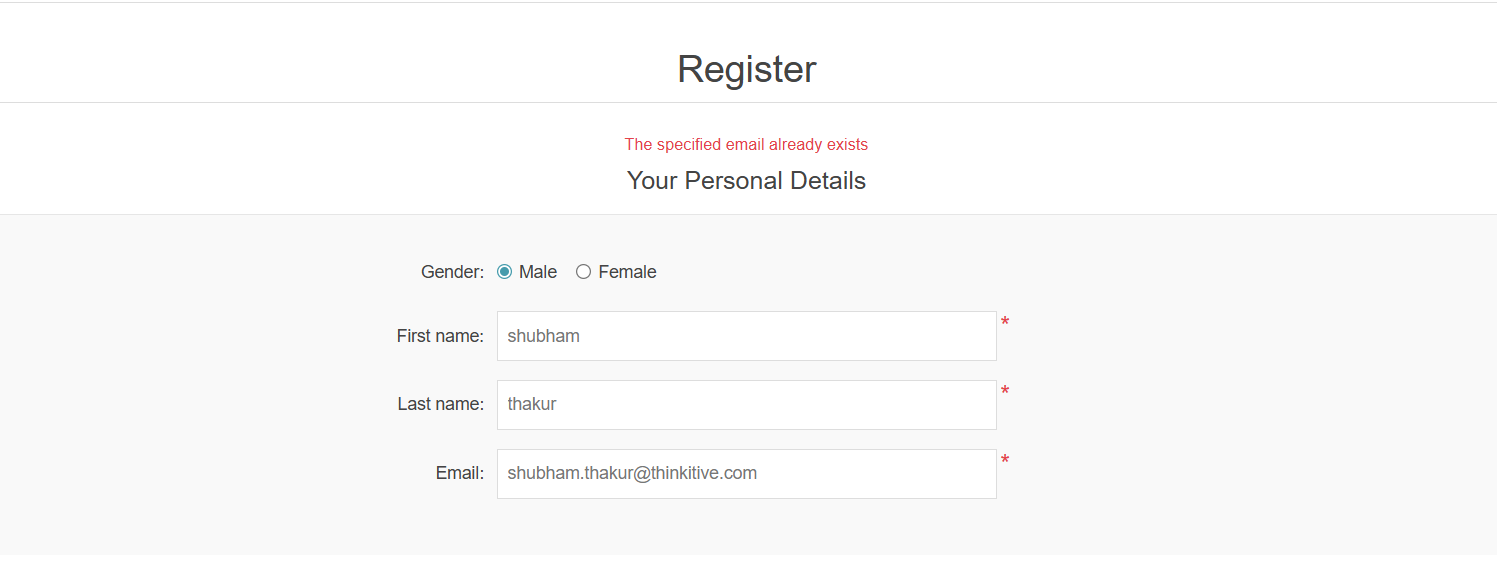 Register
The specified email already exists
Your Personal Details
Gender: Male Female
First name: shubham *
Last name: thakur *
Email: shubham.thakur@thinkitive.com *